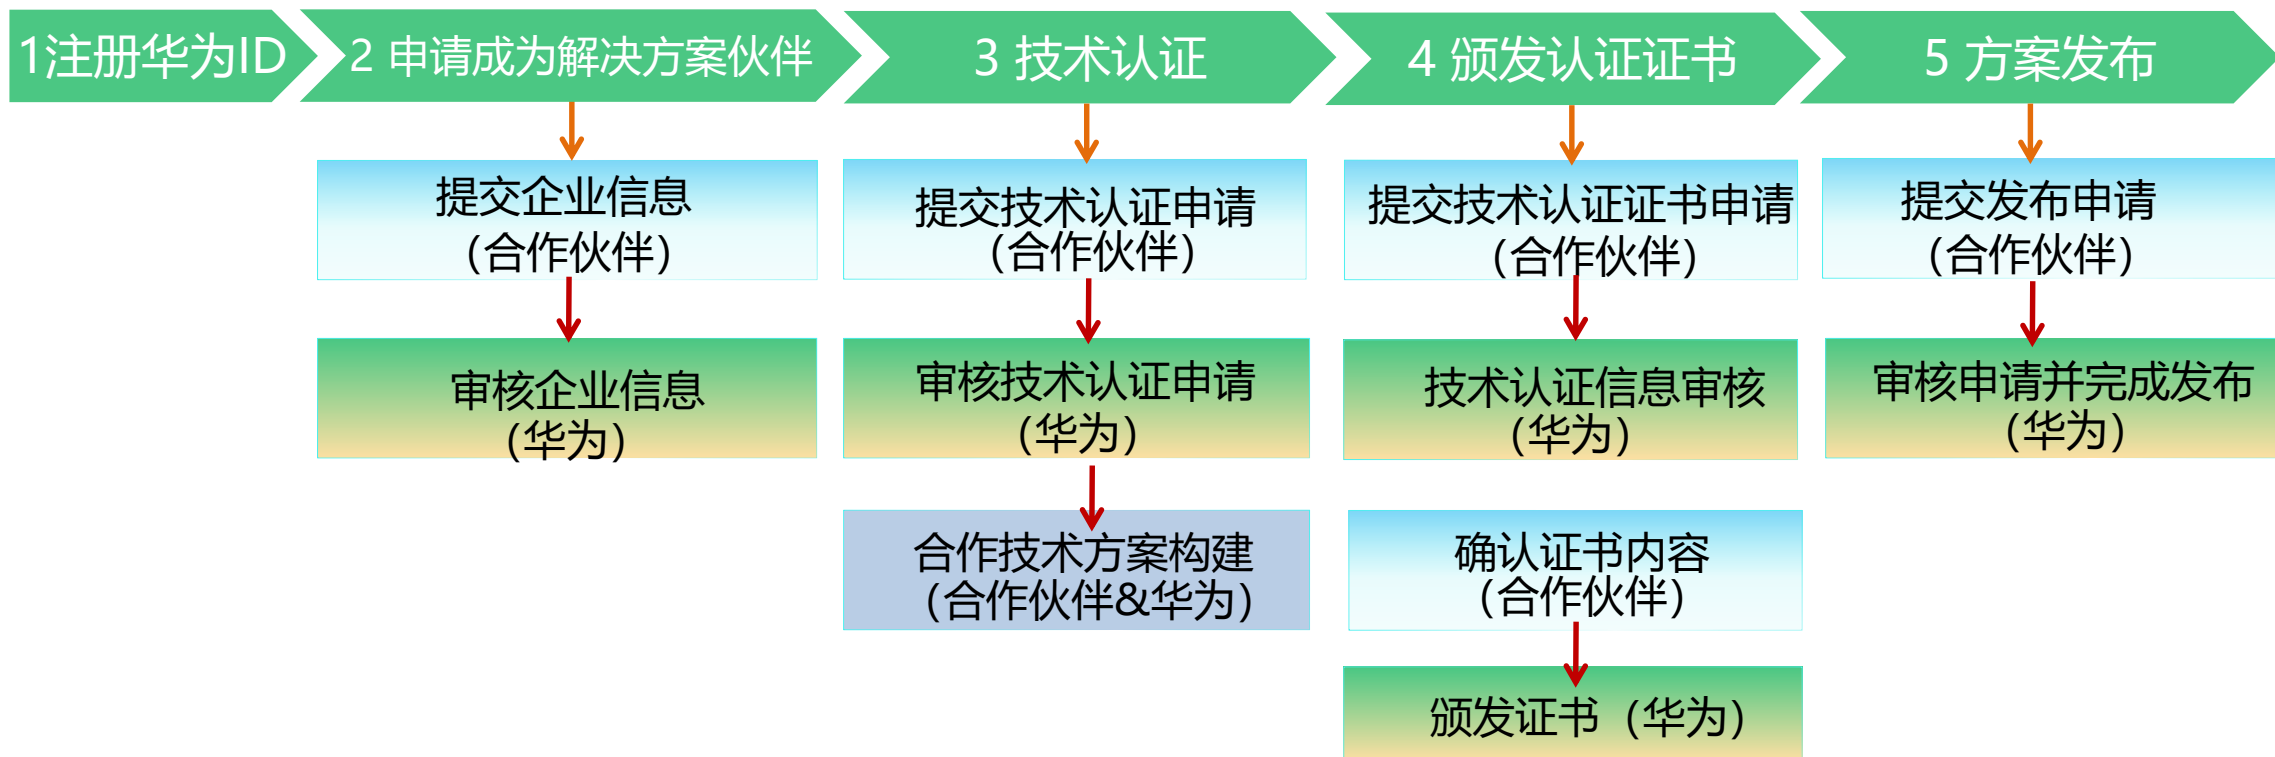 1注册华为ID
2 申请成为解决方案伙伴
3 技术认证
4 颁发认证证书
5 方案发布
提交企业信息
（合作伙伴）
审核企业信息
（华为）
提交技术认证申请
（合作伙伴）
审核技术认证申请
（华为）
合作技术方案构建
（合作伙伴&华为）
提交技术认证证书申请
（合作伙伴）
技术认证信息审核
（华为）
确认证书内容
（合作伙伴）
颁发证书（华为）
提交发布申请
（合作伙伴）
审核申请并完成发布
（华为）